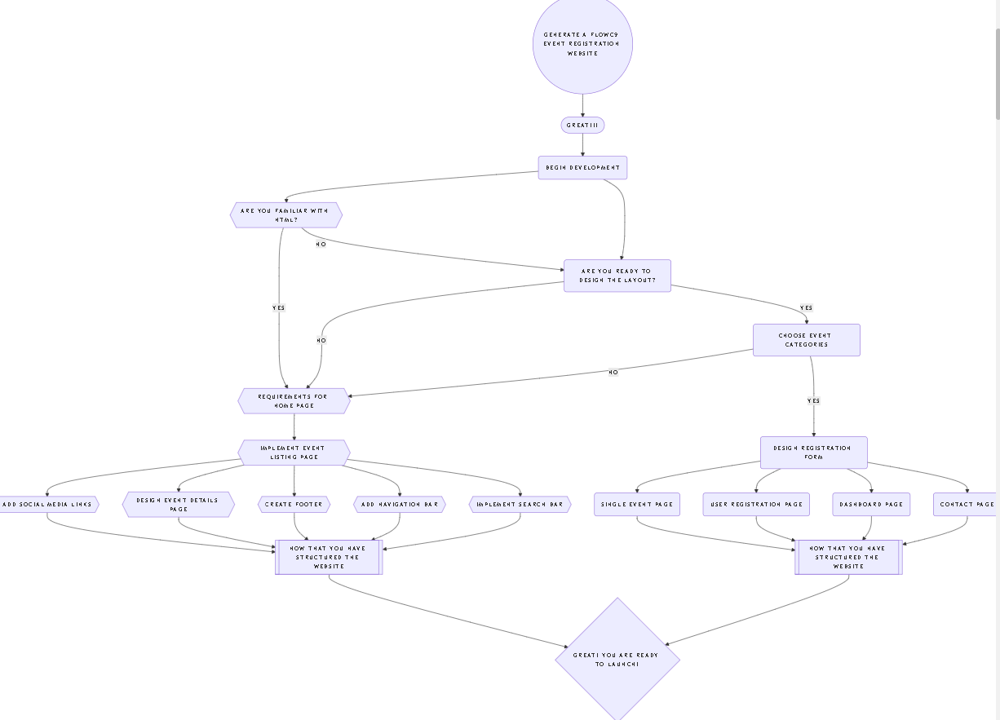 GENERATE A FLOWC9
EVENT REGISTRATION
WEBSITE
GREAT!!!
BEGIN DEVELOPMENT
ARE YOU FAMILIAR WITH
HTML?
NO
ARE YOU READY TO
DESIGN THE LAYOUT?
YES
YES
CHOOSE EVENT
CATEGORIES
NO
NO
REQUIREMENTS FOR
HOME PAGE
YES
IMPLEMENT EVENT
LISTING PAGE
DESIGN REGISTRATION
FORM
ADD SOCIAL MEDIA LINKS
DESIGN EVENT DETAILS
PAGE
CREATE FOOTER
ADD NAVIGATION BAR
IMPLEMENT SEARCH BAR
SINGLE EVENT PAGE
USER REGISTRATION PAGE
DASHBOARD PAGE
CONTACT PAGE
NOW THAT YOU HAVE
STRUCTURED THE
WEBSITE
NOW THAT YOU HAVE
STRUCTURED THE
WEBSITE
GREAT! YOU ARE READY
TO LAUNCH!